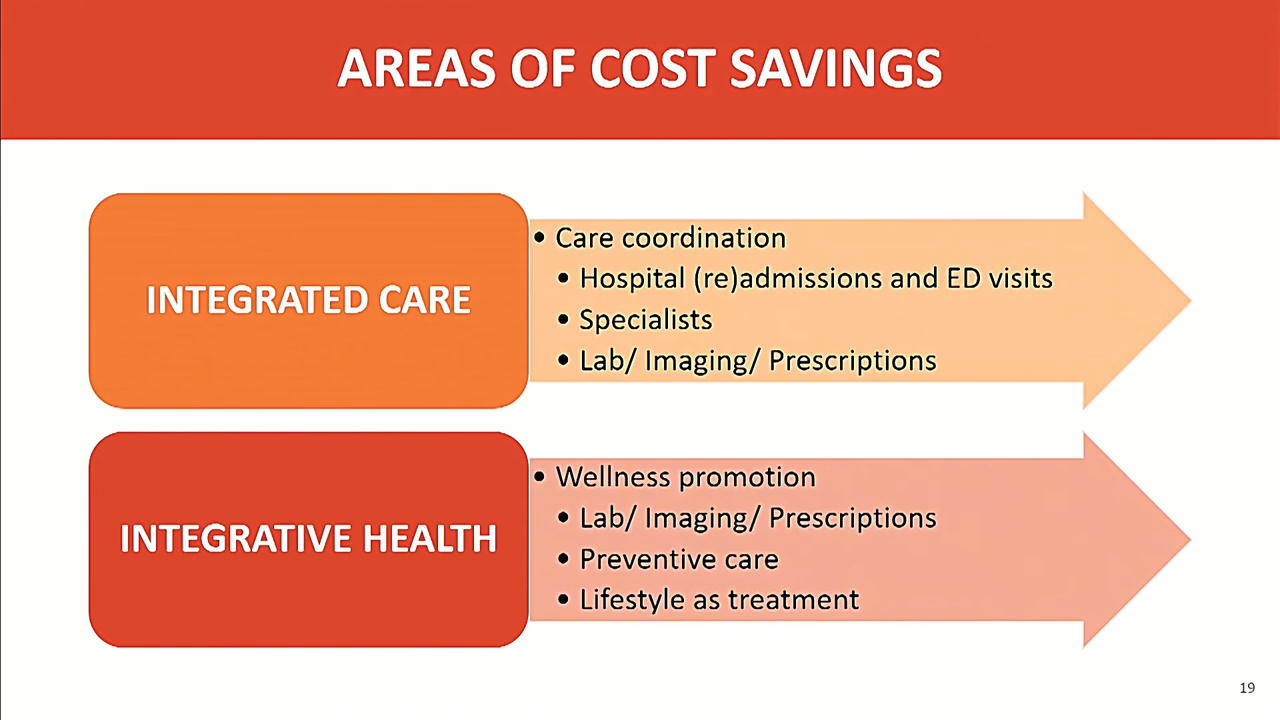 AREAS OF COST SAVINGS
INTEGRATED CARE
• Care coordination
• Hospital (re)admissions and ED visits
• Specialists
• Lab/ Imaging/ Prescriptions
INTEGRATIVE HEALTH
• Wellness promotion
• Lab/ Imaging/ Prescriptions
• Preventive care
• Lifestyle as treatment
19